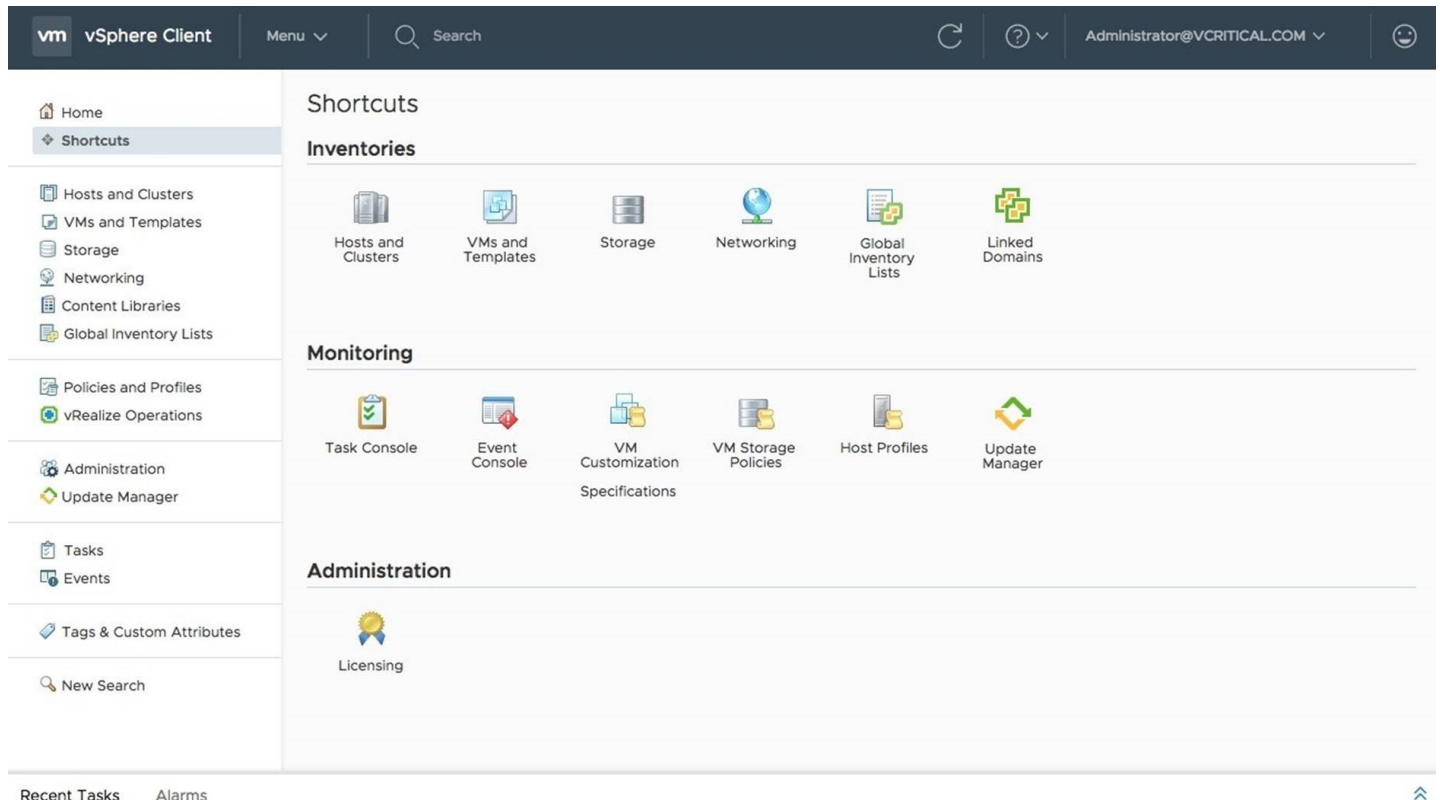 vm vSphere Client Menu Search Administrator@VCRITICAL.COM
Home
Shortcuts
Hosts and Clusters
VMs and Templates
Storage
Networking
Content Libraries
Global Inventory Lists
Policies and Profiles
vRealize Operations
Administration
Update Manager
Tasks
Events
Tags & Custom Attributes
New Search
Shortcuts
Inventories
Hosts and
Clusters
VMs and
Templates
Storage
Networking
Global
Inventory
Lists
Linked
Domains
Monitoring
Task Console
Event
Console
VM
Customization
Specifications
VM Storage
Policies
Host Profiles
Update
Manager
Administration
Licensing
Recent Tasks Alarms